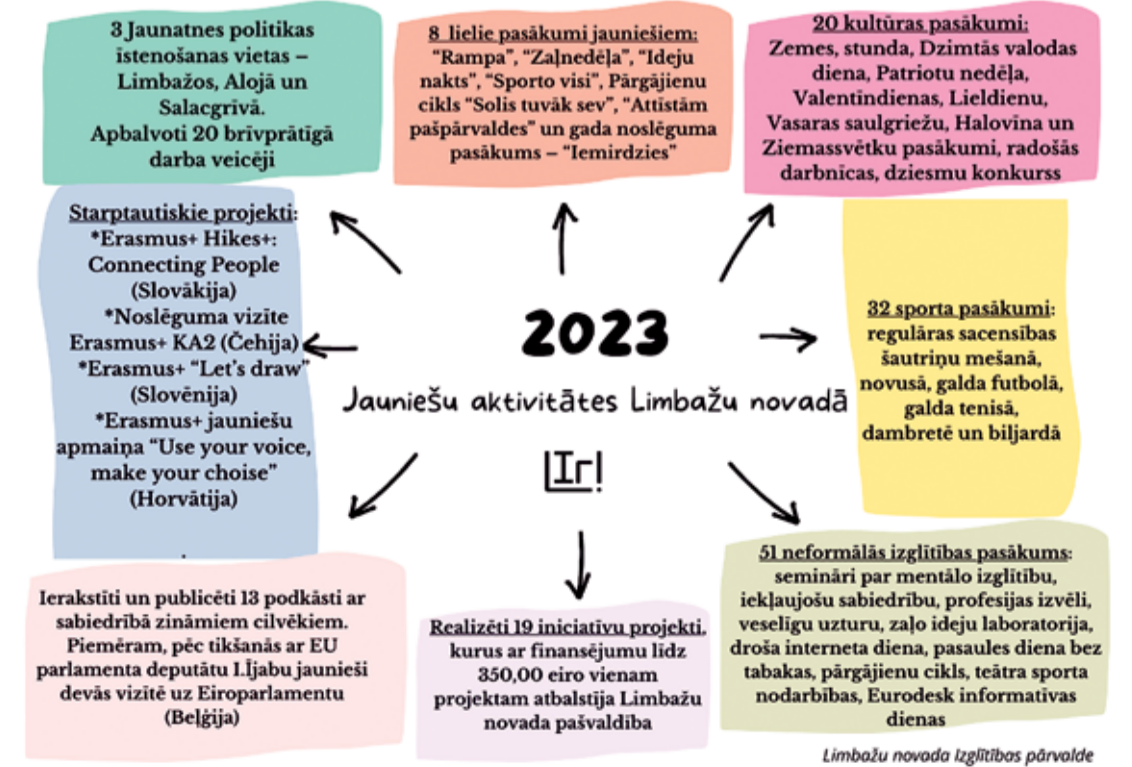 3 Jaunatnes politikas
īstenošanas vietas –
Limbažos, Alojā un
Salacgrīvā.
Apbalvoti 20 brīvprātīgā
darba veicēji
8 lielie pasākumi jauniešiem:
“Rampa”, “Zaļnedēļa”, “Ideju
nakts”, “Sporto visi”, Pārgājienu
cikls “Solis tuvāk sev”, “Attīstām
pašpārvaldes” un gada noslēguma
pasākums – “Iemirdzies”
20 kultūras pasākumi:
Zemes, stunda, Dzimtās valodas
diena, Patriotu nedēļa,
Valentīndienas, Lieldienu,
Vasaras saulgriežu, Halovīna un
Ziemassvētku pasākumi, radošās
darbnīcas, dziesmu konkurss
Starptautiskie projekti:
*Erasmus+ Hikes+:
Connecting People
(Slovākija)
*Noslēguma vizīte
Erasmus+ KA2 (Čehija)
*Erasmus+ “Let’s draw”
(Slovēnija)
*Erasmus+ jauniešu
apmaiņa “Use your voice,
make your choise”
(Horvātija)
.
2023
Jauniešu aktivitātes Limbažu novadā
Ir!
32 sporta pasākumi:
regulāras sacensības
šautriņu mešanā,
novusā, galda futbolā,
galda tenisā,
dambretē un biljardā
Ierakstīti un publicēti 13 podkāsti ar
sabiedrībā zināmiem cilvēkiem.
Piemēram, pēc tikšanās ar EU
parlamenta deputātu I.Ījabu jaunieši
devās vizītē uz Eiroparlamentu
(Beļģija)
Realizēti 19 iniciatīvu projekti,
kurus ar finansējumu līdz
350,00 eiro vienam
projektam atbalstīja Limbažu
novada pašvaldība
51 neformālās izglītības pasākums:
semināri par mentālo izglītību,
iekļaujošu sabiedrību, profesijas izvēli,
veselīgu uzturu, zaļo ideju laboratorija,
droša interneta diena, pasaules diena bez
tabakas, pārgājienu cikls, teātra sporta
nodarbības, Eurodesk informatīvas
dienas
Limbažu novada Izglītības pārvalde